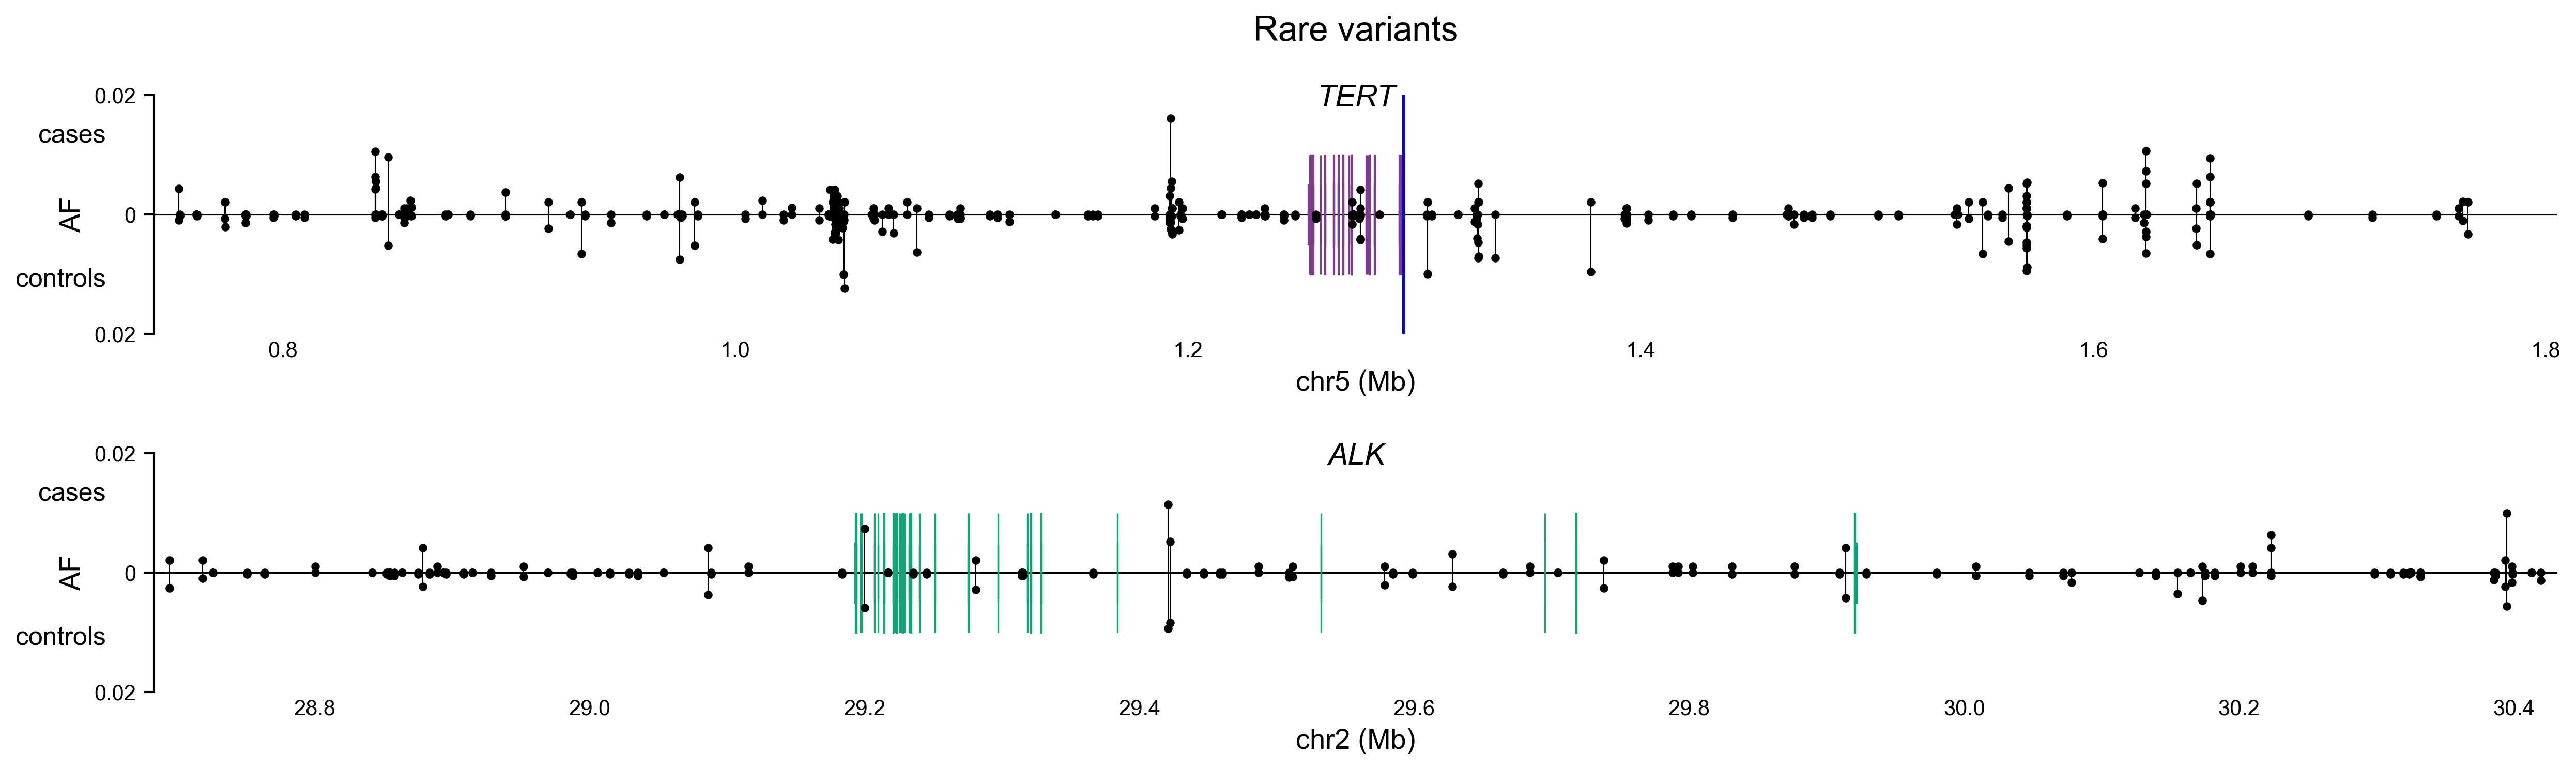 Rare variants
TERT
0.02
cases
AF
0
controls
0.02
0.8 1.0 1.2 1.4 1.6 1.8
chr5 (Mb)
ALK
0.02
cases
AF
0
controls
0.02
28.8 29.0 29.2 29.4 29.6 29.8 30.0 30.2 30.4
chr2 (Mb)